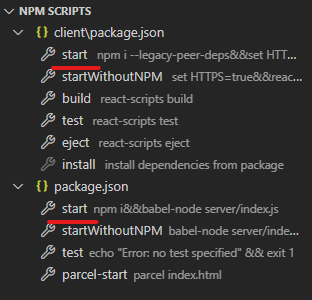 NPM SCRIPTS
{} client\package.json
start npm i --legacy-peer-deps&&set HTT...
startWithoutNPM set HTTPS=true&&reac...
build react-scripts build
test react-scripts test
eject react-scripts eject
install install dependencies from package
{} package.json
start npm i&&babel-node server/index.js
startWithoutNPM babel-node server/inde...
test echo "Error: no test specified" && exit 1
parcel-start parcel index.html